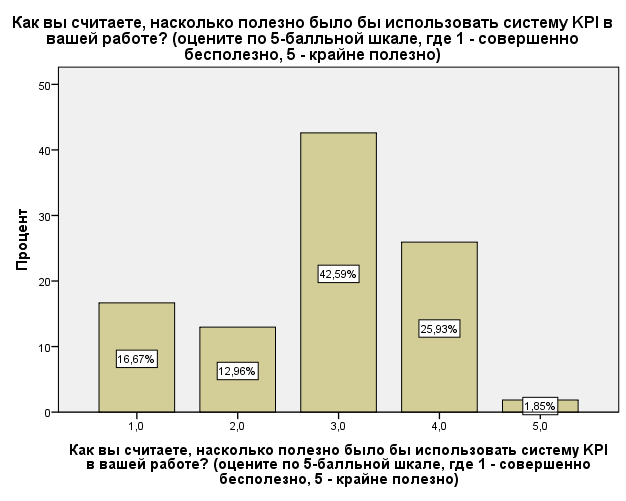 Как вы считаете, насколько полезно было бы использовать систему KPI в
вашей работе? (оцените по 5-балльной шкале, где 1 - совершенно
бесполезно, 5 - крайне полезно)
50
40
30
20
10
0
Процент
16,67%
12,96%
42,59%
25,93%
1,85%
1,0
2,0
3,0
4,0
5,0
Как вы считаете, насколько полезно было бы использовать систему KPI
в вашей работе? (оцените по 5-балльной шкале, где 1 - совершенно
бесполезно, 5 - крайне полезно)